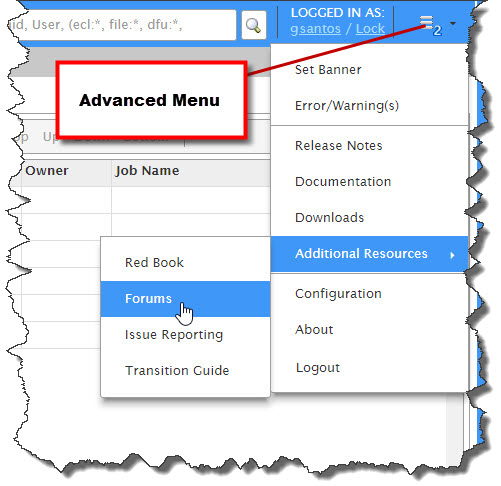 id, User, (ecl:*, file:*, dfu:*,
LOGGED IN AS:
gsantos / Lock
2
Advanced Menu
Set Banner
Error/Warning(s)
Release Notes
Documentation
Downloads
Additional Resources
Configuration
About
Logout
Owner
Job Name
Red Book
Forums
Issue Reporting
Transition Guide